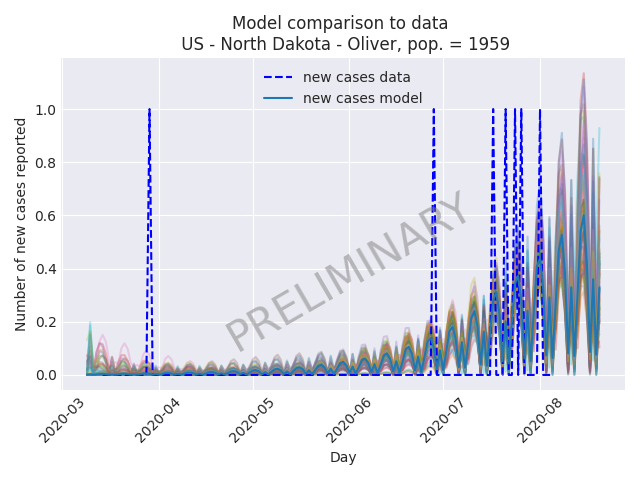 Model comparison to data
US - North Dakota - Oliver, pop. = 1959
new cases data
new cases model
Number of new cases reported
1.0
0.8
0.6
0.4
0.2
0.0
PRELIMINARY
2020-03
2020-04
2020-05
2020-06
2020-07
2020-08
Day